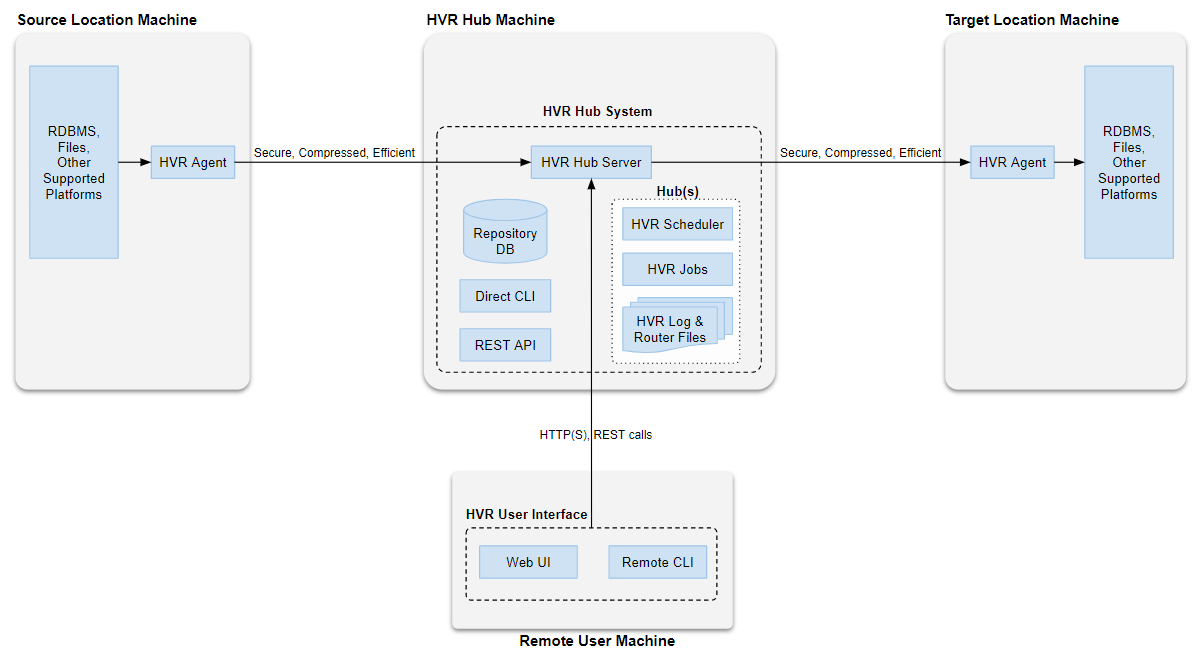 Source Location Machine
HVR Hub Machine
Target Location Machine
RDBMS,
Files,
Other
Supported
Platforms
HVR Agent
Secure, Compressed, Efficient
HVR Hub System
HVR Hub Server
Repository
DB
Direct CLI
REST API
Hub(s)
HVR Scheduler
HVR Jobs
HVR Log &
Router Files
Secure, Compressed, Efficient
HVR Agent
RDBMS,
Files,
Other
Supported
Platforms
HTTP(S), REST calls
HVR User Interface
Web UI
Remote CLI
Remote User Machine